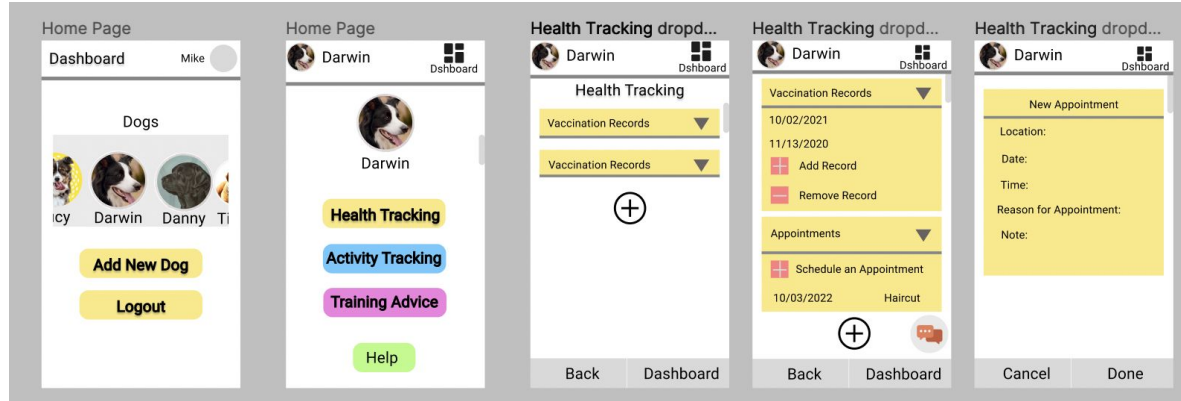 Home Page
Dashboard Mike
Dogs
ucy Darwin Danny Ti
Add New Dog
Logout
Home Page
Darwin Dshboard
Darwin
Health Tracking
Activity Tracking
Training Advice
Help
Health Tracking dropd...
Darwin Dshboard
Health Tracking
Vaccination Records
Vaccination Records
Back Dashboard
Health Tracking dropd...
Darwin Dshboard
Vaccination Records
10/02/2021
11/13/2020
Add Record
Remove Record
Appointments
Schedule an Appointment
10/03/2022 Haircut
Back Dashboard
Health Tracking dropd...
Darwin Dshboard
New Appointment
Location:
Date:
Time:
Reason for Appointment:
Note:
Cancel Done